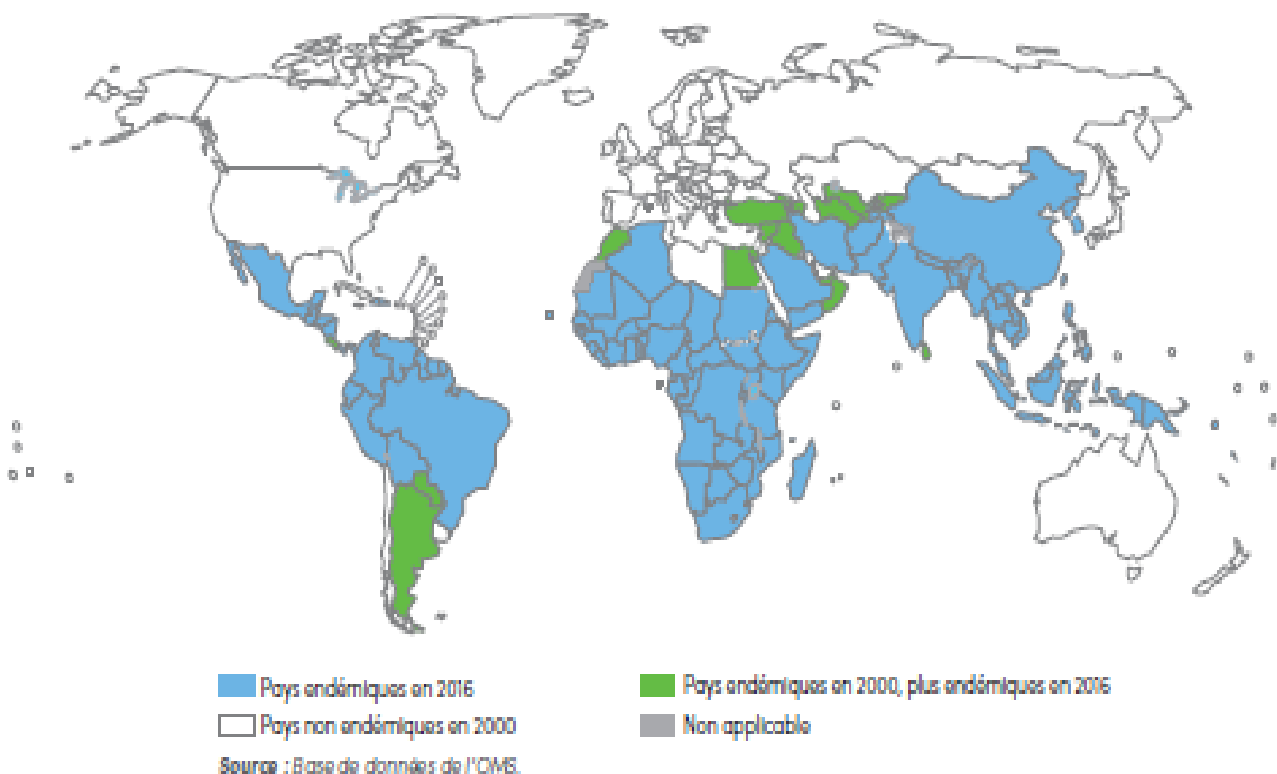 Pays endémiques en 2016
Pays endémiques en 2000, plus endémiques en 2016
Pays non endémiques en 2000
Non applicable
Source : Base de données de l'OMS.